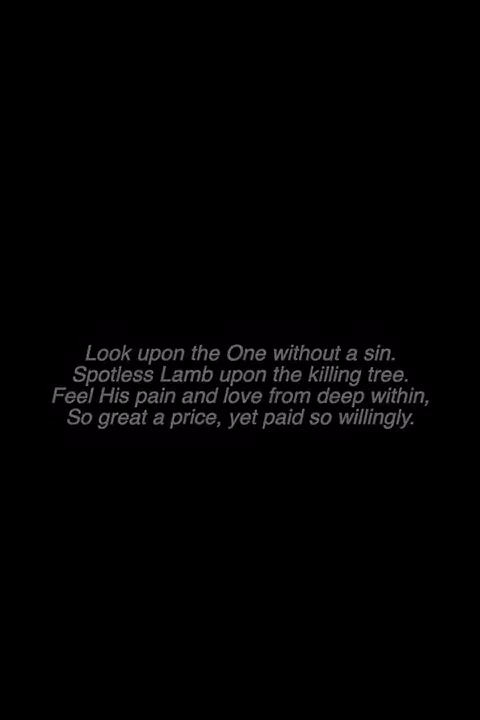 Look upon the One without a sin.
Spotless Lamb upon the killing tree.
Feel His pain and love from deep within,
So great a price, yet paid so willingly.